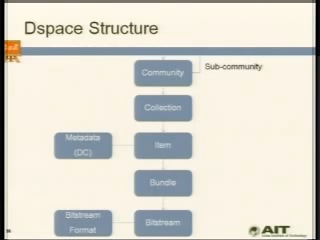 Dspace Structure
Community
Sub-community
Collection
Metadata
(DC)
Item
Bundle
Bitstream
Format
Bitstream
AIT